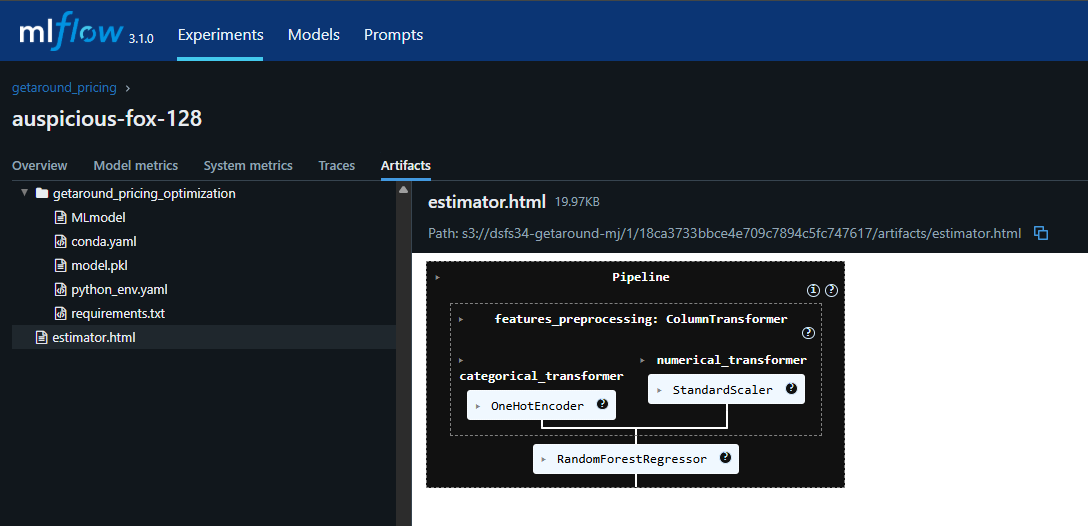 mlflow 3.1.0 Experiments Models Prompts
getaround_pricing
auspicious-fox-128
Overview Model metrics System metrics Traces Artifacts
getaround_pricing_optimization
MLmodel
conda.yaml
model.pkl
python_env.yaml
requirements.txt
estimator.html
estimator.html 19.97KB
Path: s3://dsfs34-getaround-mj/1/18ca3733bbce4e709c7894c5fc747617/artifacts/estimator.html
Pipeline
i ?
features_preprocessing: ColumnTransformer
?
categorical_transformer
OneHotEncoder ?
numerical_transformer
StandardScaler ?
RandomForestRegressor ?